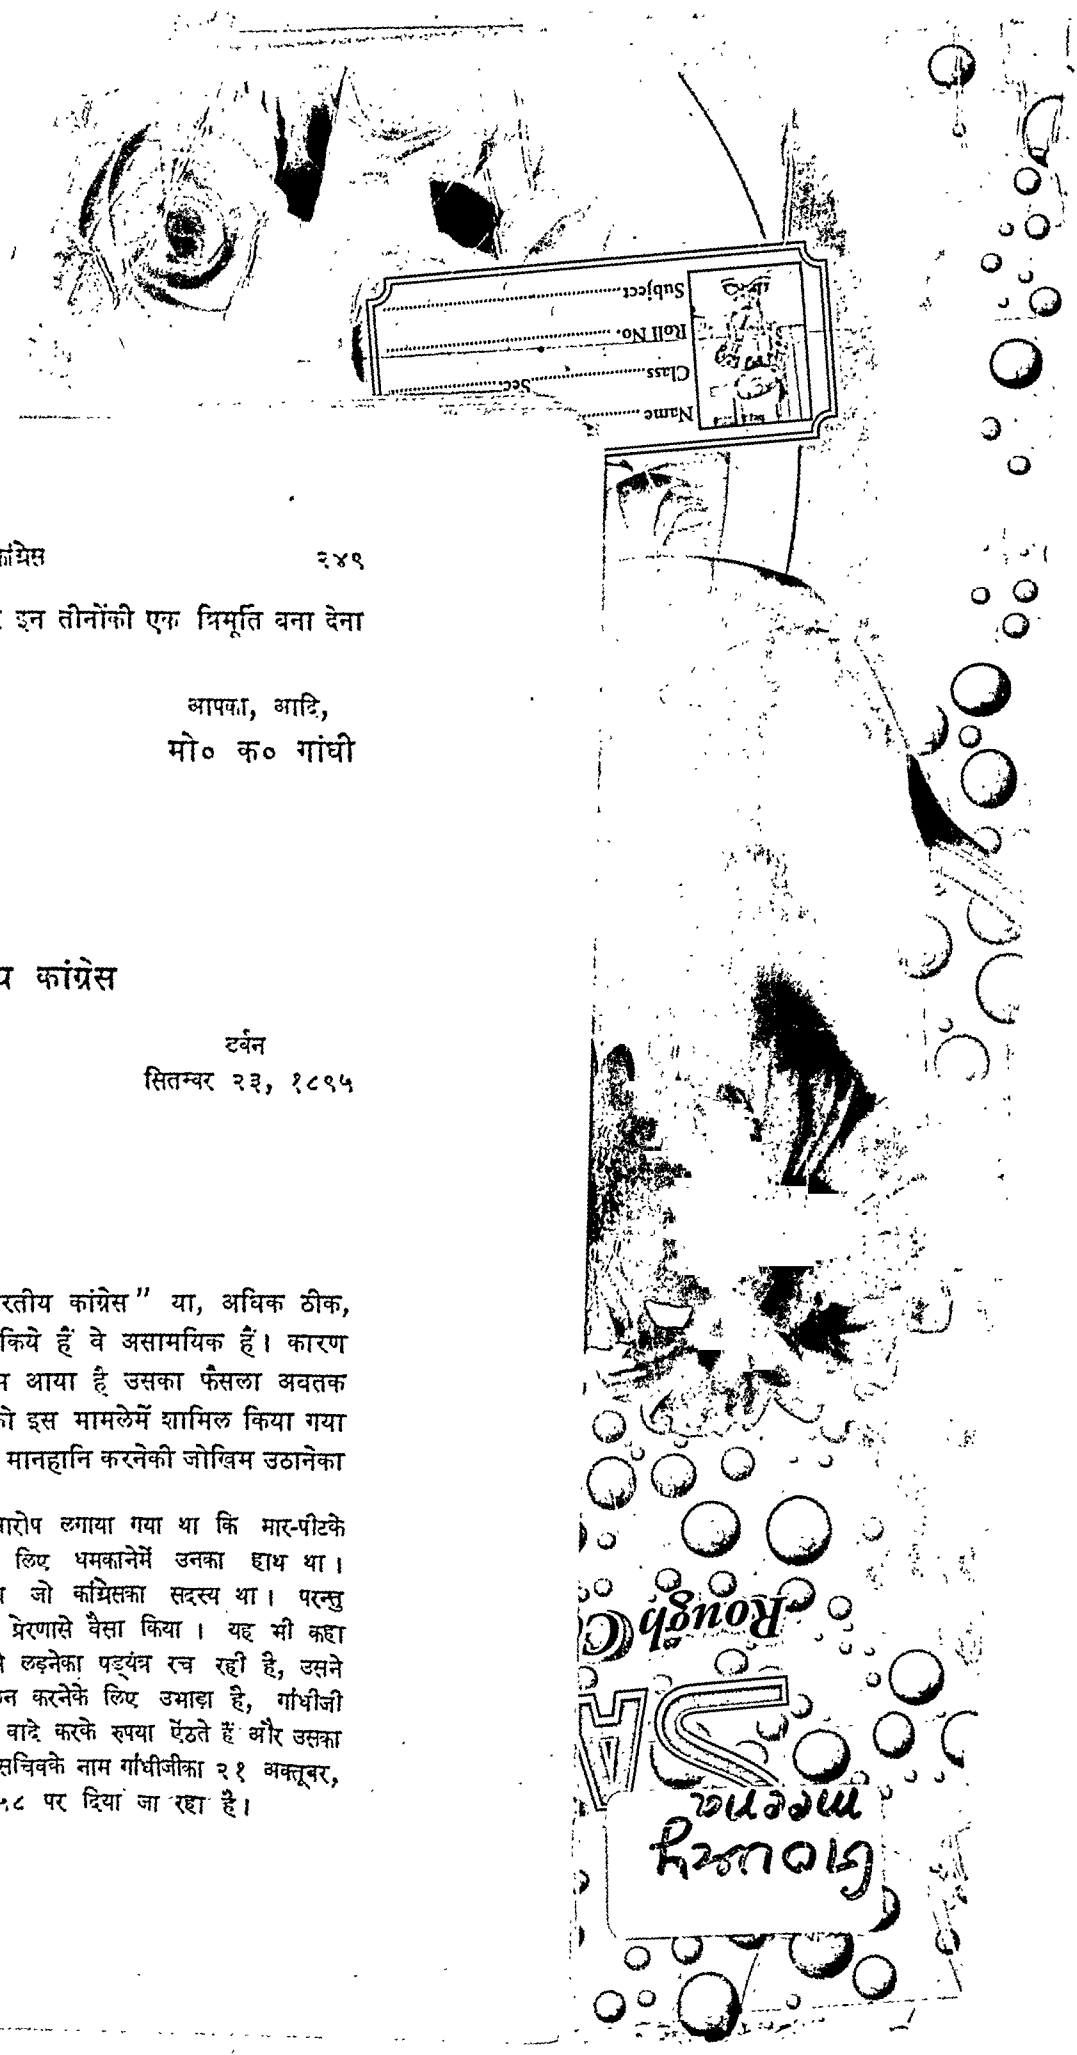 Subject
Roll No.
Class Sec
Name
कांग्रेस २४९
इन तीनोंकी एक त्रिमूर्ति बना देना
आपका, आदि,
मो० क० गांधी
कांग्रेस
टर्बन
सितम्बर २३, १८९५
रतीय कांग्रेस" या, अधिक ठीक,
किये हैं वे असामयिक हैं। कारण
आया है उसका फैसला अबतक
इस मामलेमें शामिल किया गया
मानहानि करनेकी जोखिम उठानेका
लगाया गया था कि मार-पीटके
लिए धमकानेमें उनका हाथ था।
जो कांग्रेसका सदस्य था। परन्तु
प्रेरणासे वैसा किया। यह भी कहा
लड़नेका षड्यंत्र रच रही है, उसने
करनेके लिए उभाड़ा है, गांधीजी
वादे करके रुपया ऐंठते हैं और उसका
सचिवके नाम गांधीजीका २१ अक्तूबर,
५८ पर दिया जा रहा है।
Rough